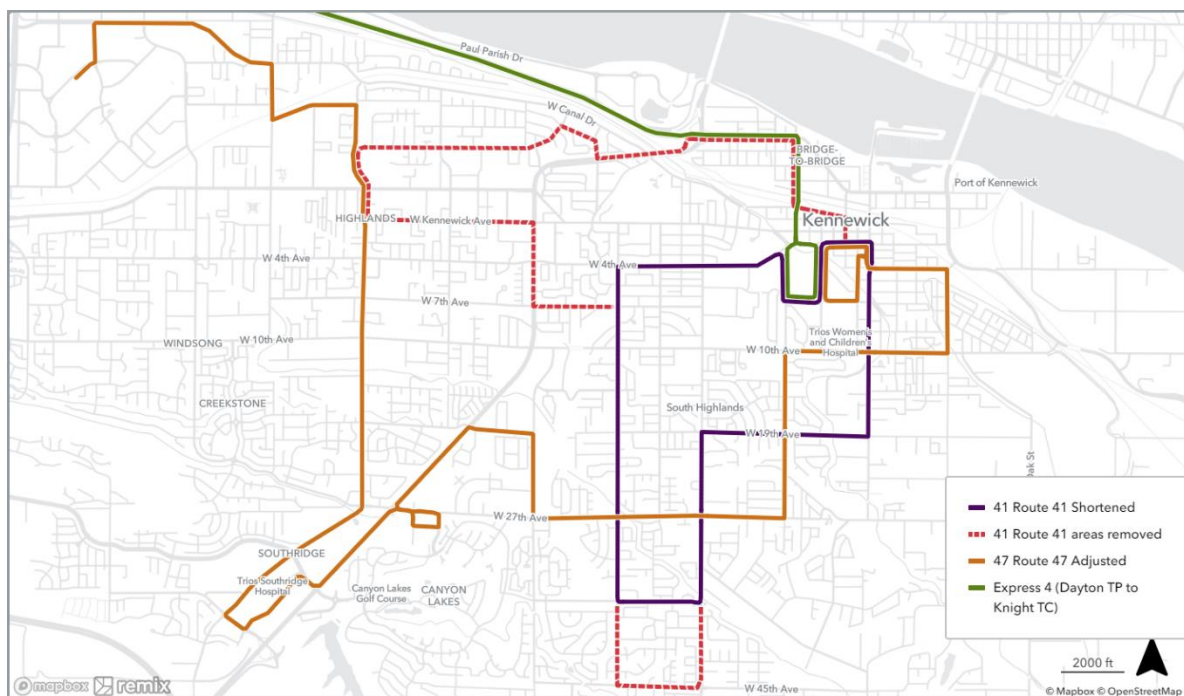 Paul Parish Dr
W Canal Dr
BRIDGE-
TO-BRIDGE
Port of Kennewick
HIGHLANDS
W Kennewick Ave
Kennewick
W 4th Ave
W 4th Ave
W 7th Ave
WINDSONG
W 10th Ave
Trios Women's
and Children's
Hospital
W 10th Ave
CREEKSTONE
South Highlands
W 19th Ave
Oak St
W 27th Ave
SOUTHRIDGE
Trios Southridge
Hospital
Canyon Lakes
Golf Course
CANYON
LAKES
W 45th Ave
41 Route 41 Shortened
41 Route 41 areas removed
47 Route 47 Adjusted
Express 4 (Dayton TP to
Knight TC)
2000 ft
mapbox remix
© Mapbox © OpenStreetMap